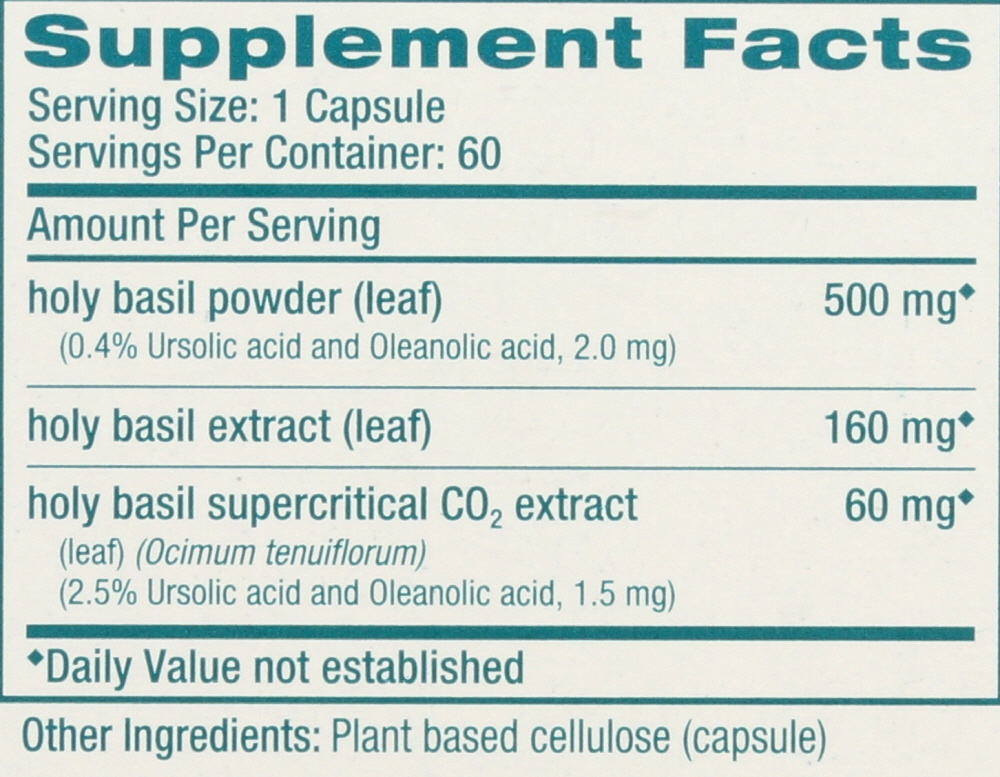 Supplement Facts
Serving Size: 1 Capsule
Servings Per Container: 60
Amount Per Serving
holy basil powder (leaf) 500 mg◆
(0.4% Ursolic acid and Oleanolic acid, 2.0 mg)
holy basil extract (leaf) 160 mg◆
holy basil supercritical CO₂ extract 60 mg◆
(leaf) (Ocimum tenuiflorum)
(2.5% Ursolic acid and Oleanolic acid, 1.5 mg)
◆Daily Value not established
Other Ingredients: Plant based cellulose (capsule)